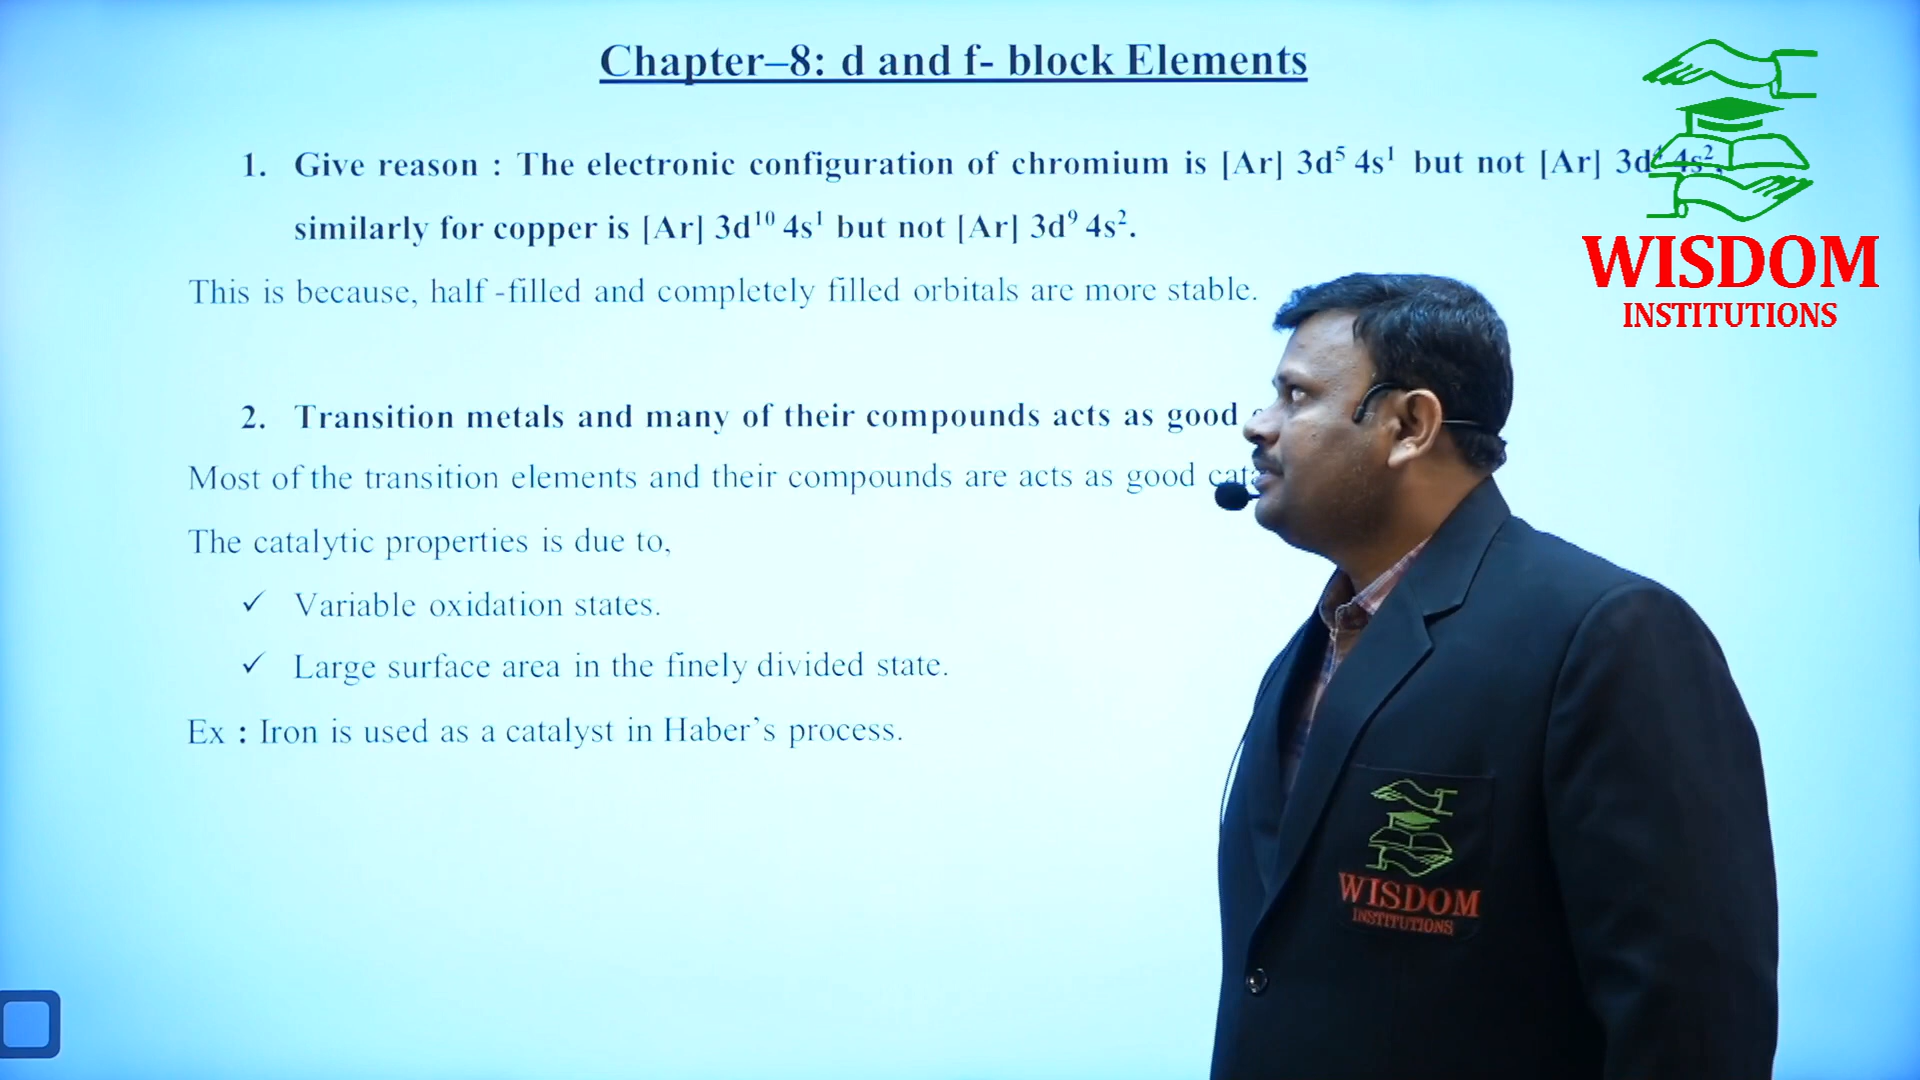 Chapter–8: d and f- block Elements
1. Give reason : The electronic configuration of chromium is [Ar] 3d⁵ 4s¹ but not [Ar] 3d⁴ 4s²,
similarly for copper is [Ar] 3d¹⁰ 4s¹ but not [Ar] 3d⁹ 4s².
This is because, half -filled and completely filled orbitals are more stable.
2. Transition metals and many of their compounds acts as good
Most of the transition elements and their compounds are acts as good
The catalytic properties is due to,
✓ Variable oxidation states.
✓ Large surface area in the finely divided state.
Ex : Iron is used as a catalyst in Haber's process.
WISDOM
INSTITUTIONS
WISDOM
INSTITUTIONS